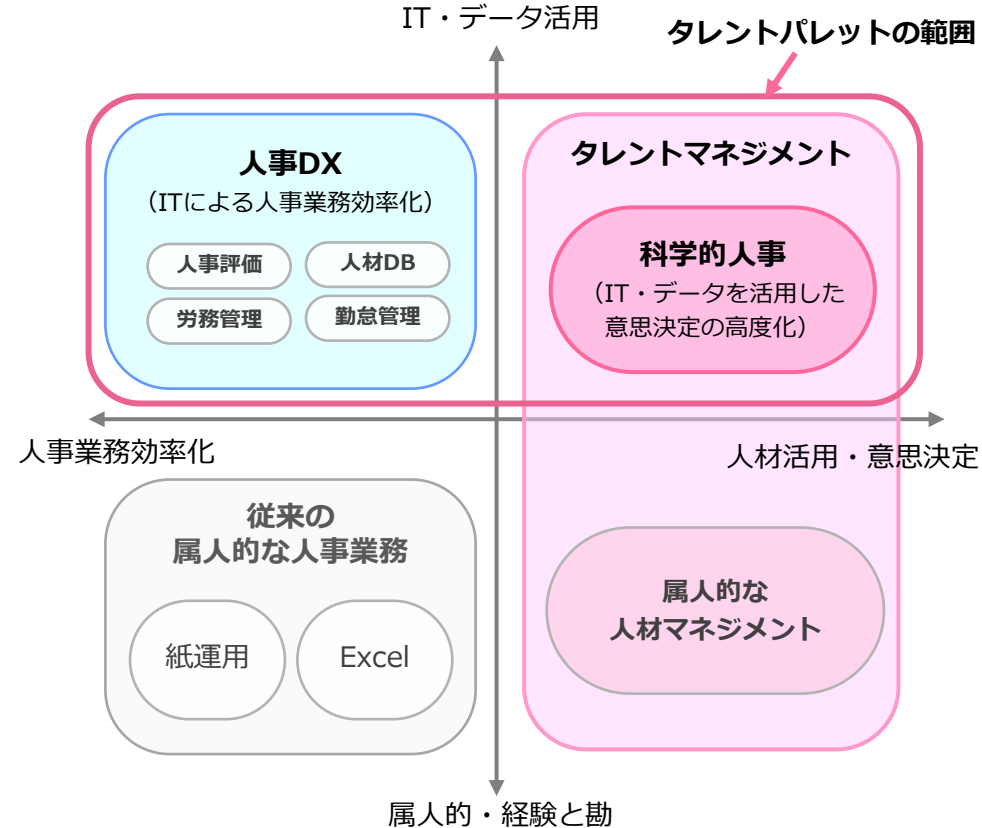 IT・データ活用
タレントパレットの範囲
人事DX
（ITによる人事業務効率化）
人事評価
人材DB
労務管理
勤怠管理
タレントマネジメント
科学的人事
（IT・データを活用した
意思決定の高度化）
人事業務効率化
人材活用・意思決定
従来の
属人的な人事業務
紙運用
Excel
属人的な
人材マネジメント
属人的・経験と勘